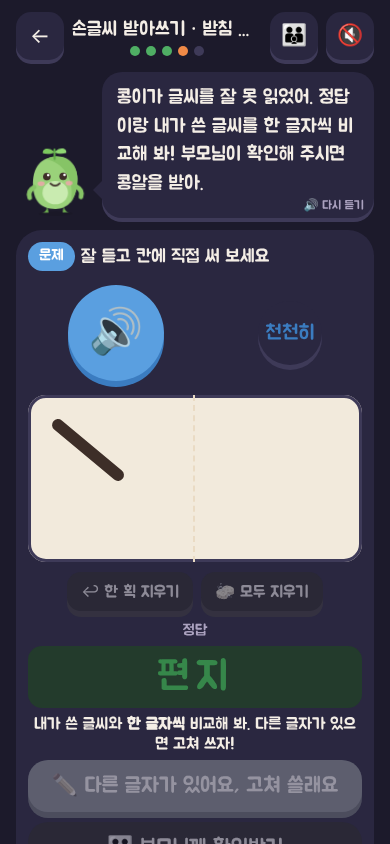 손글씨 받아쓰기 · 받침 ...
콩이가 글씨를 잘 못 읽었어. 정답
이랑 내가 쓴 글씨를 한 글자씩 비
교해 봐! 부모님이 확인해 주시면
콩알을 받아.
다시 듣기
문제 잘 듣고 칸에 직접 써 보세요
천천히
한 획 지우기 모두 지우기
정답
편지
내가 쓴 글씨와 한 글자씩 비교해 봐. 다른 글자가 있으
면 고쳐 쓰자!
다른 글자가 있어요, 고쳐 쓸래요